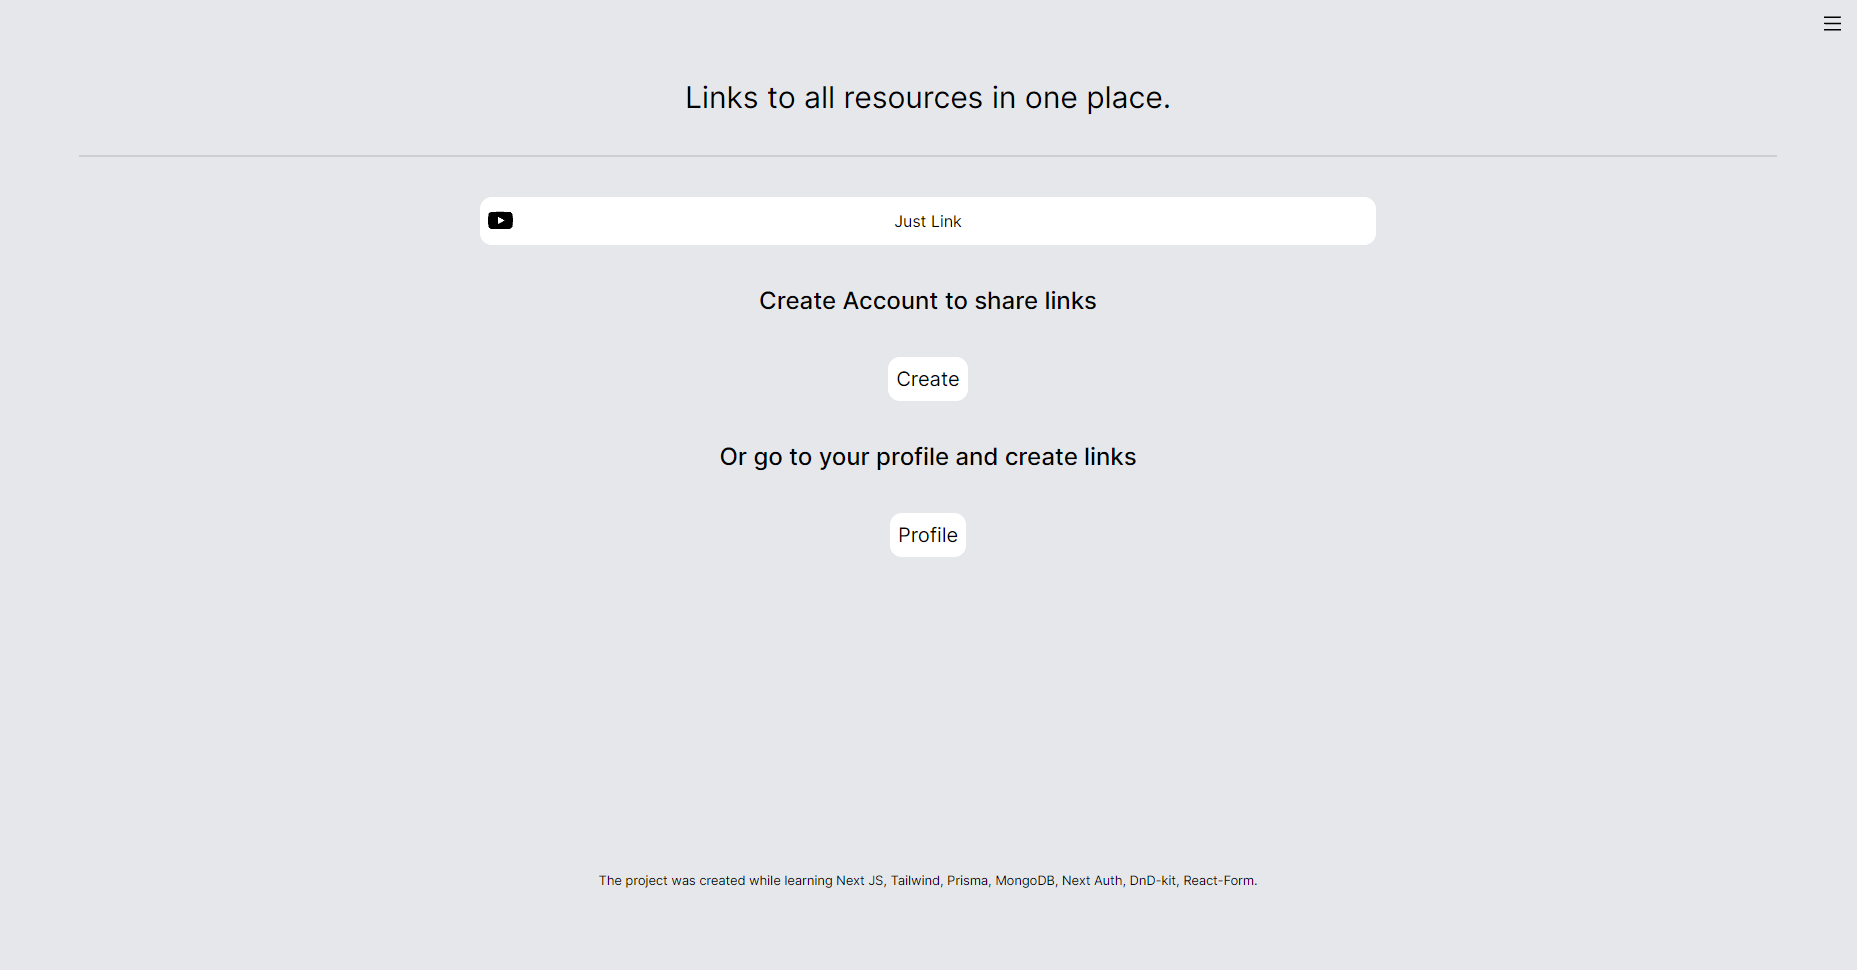 Links to all resources in one place.
Just Link
Create Account to share links
Create
Or go to your profile and create links
Profile
The project was created while learning Next JS, Tailwind, Prisma, MongoDB, Next Auth, DnD-kit, React-Form.